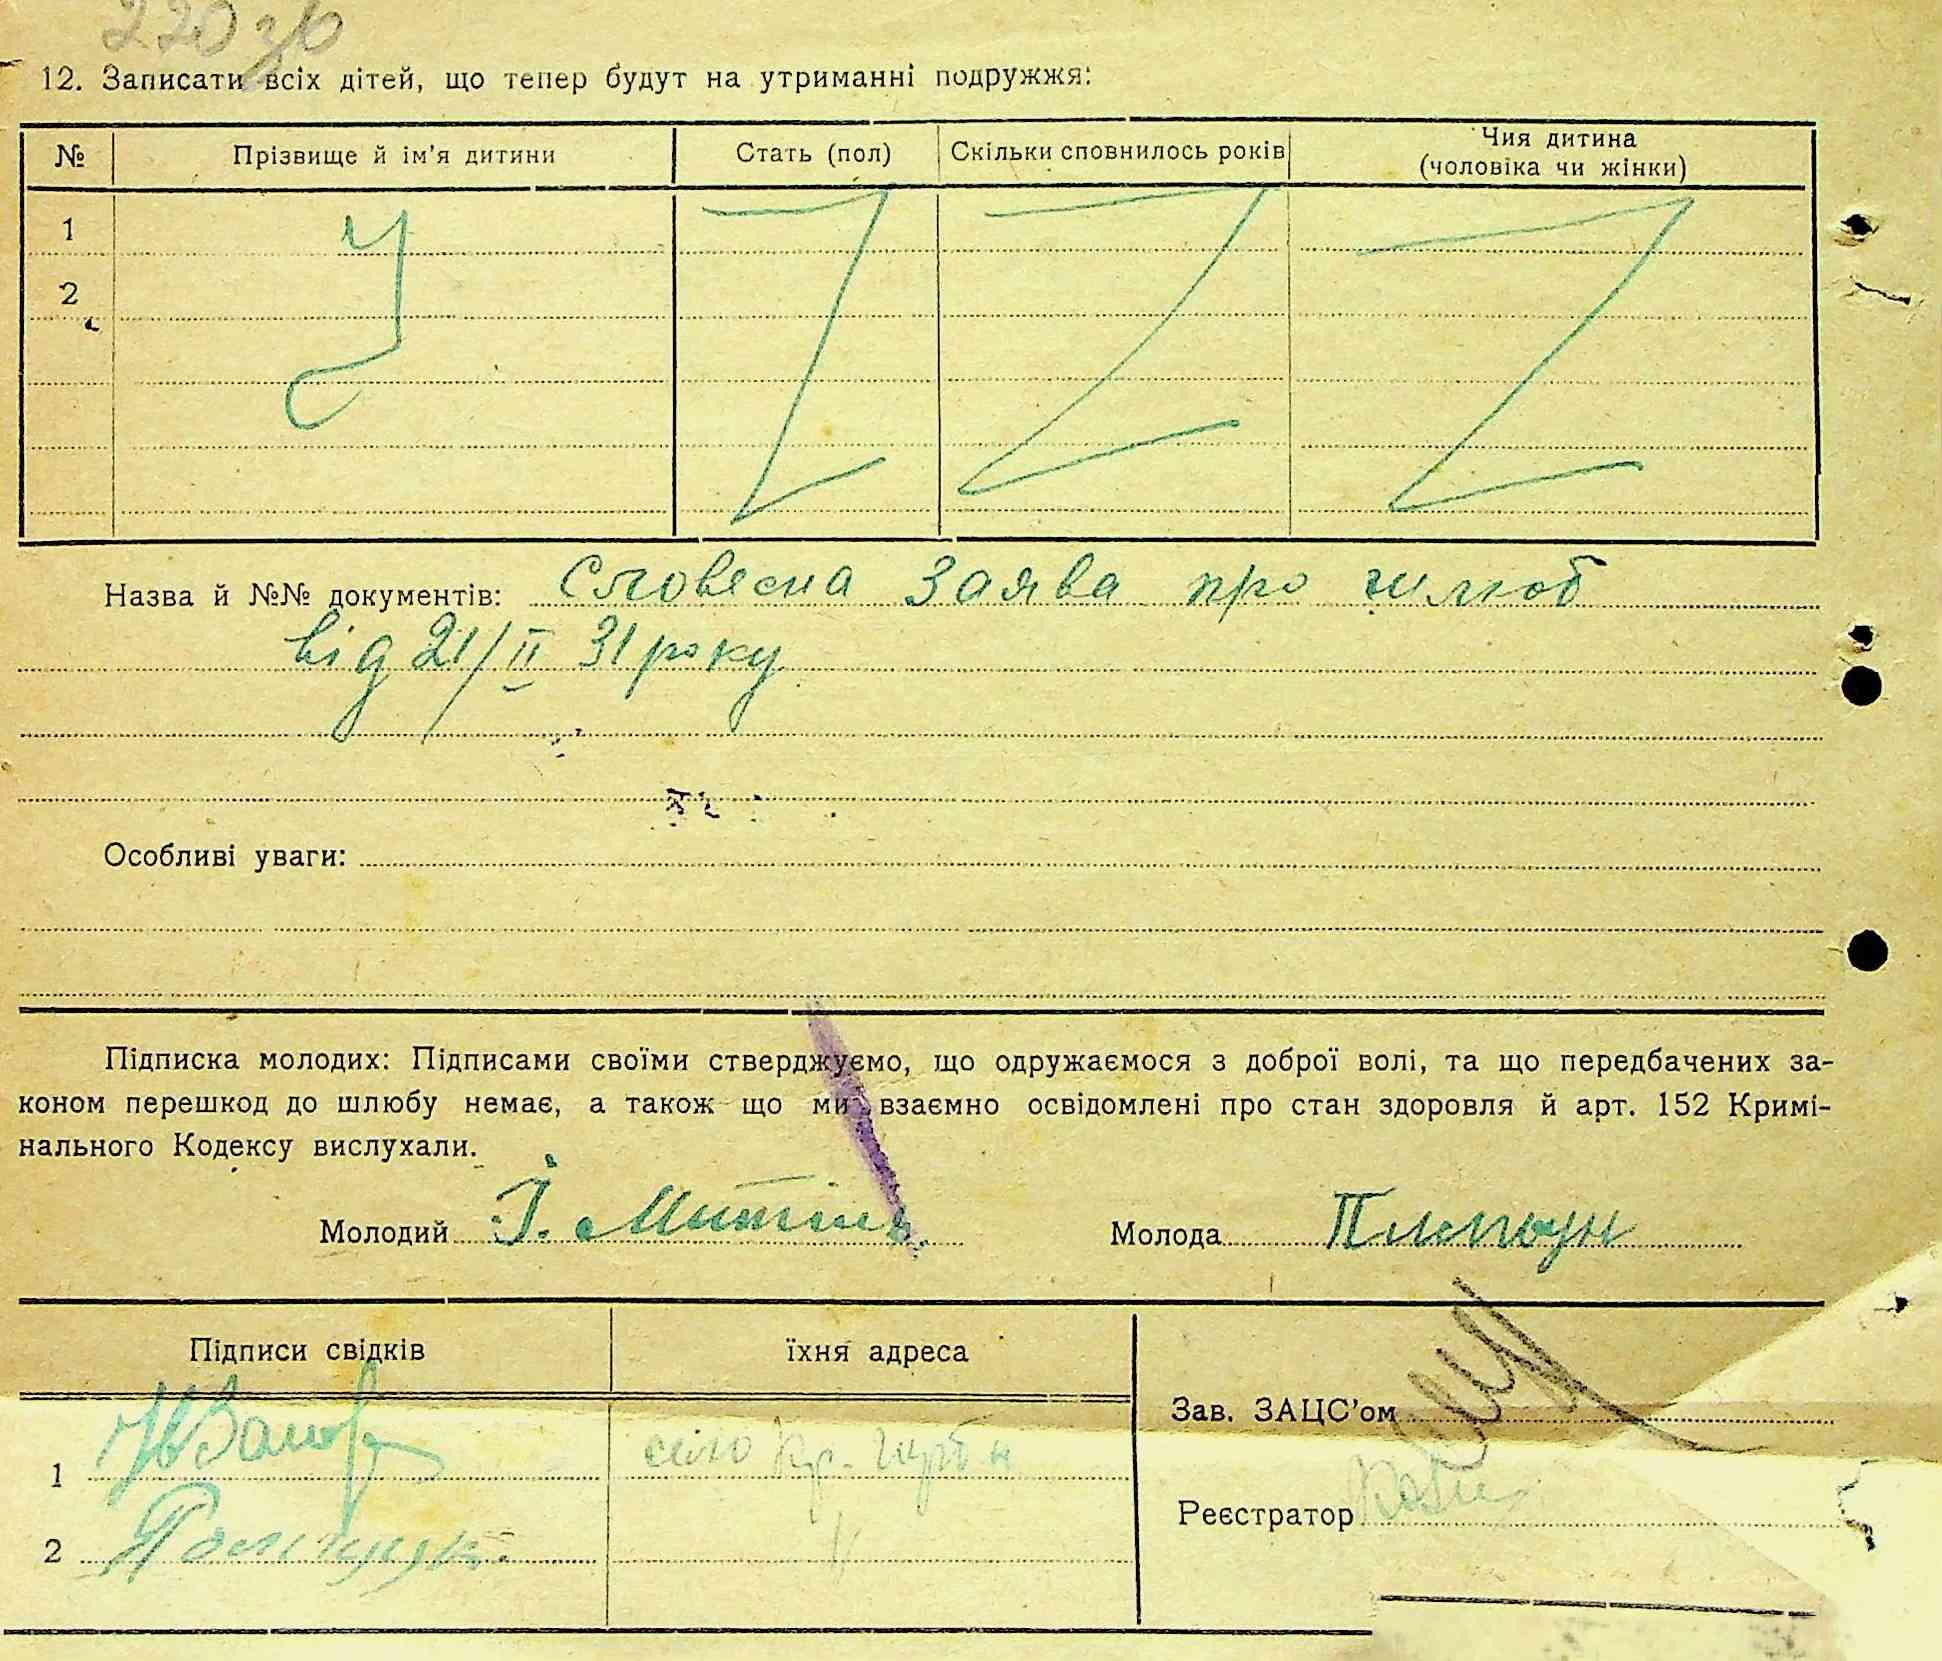 220 зв
12. Записати всіх дітей, що тепер будут на утриманні подружжя:
№ Прізвище й ім'я дитини Стать (пол) Скільки сповнилось років Чия дитина (чоловіка чи жінки)
1
2
Назва й №№ документів: Словесна заява про шлюб
від 21/II 31 року
Особливі уваги:
Підписка молодих: Підписами своїми стверджуємо, що одружаємося з доброї волі, та що передбачених за-
коном перешкод до шлюбу немає, а також що ми взаємно освідомлені про стан здоровля й арт. 152 Кримі-
нального Кодексу вислухали.
Молодий І. Молода
Підписи свідків їхня адреса
Зав. ЗАЦС'ом
1 село
Реєстратор
2 "